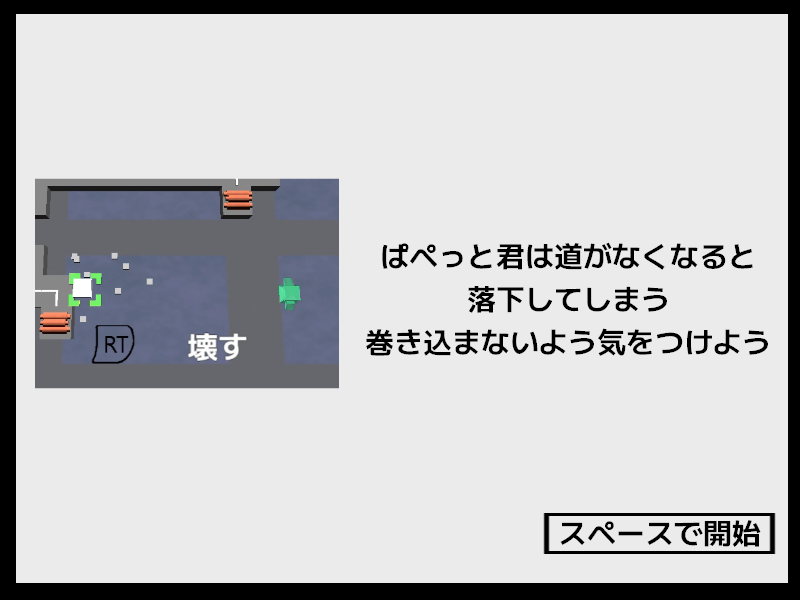 RT
壊す
ぱぺっと君は道がなくなると
落下してしまう
巻き込まないよう気をつけよう
スペースで開始